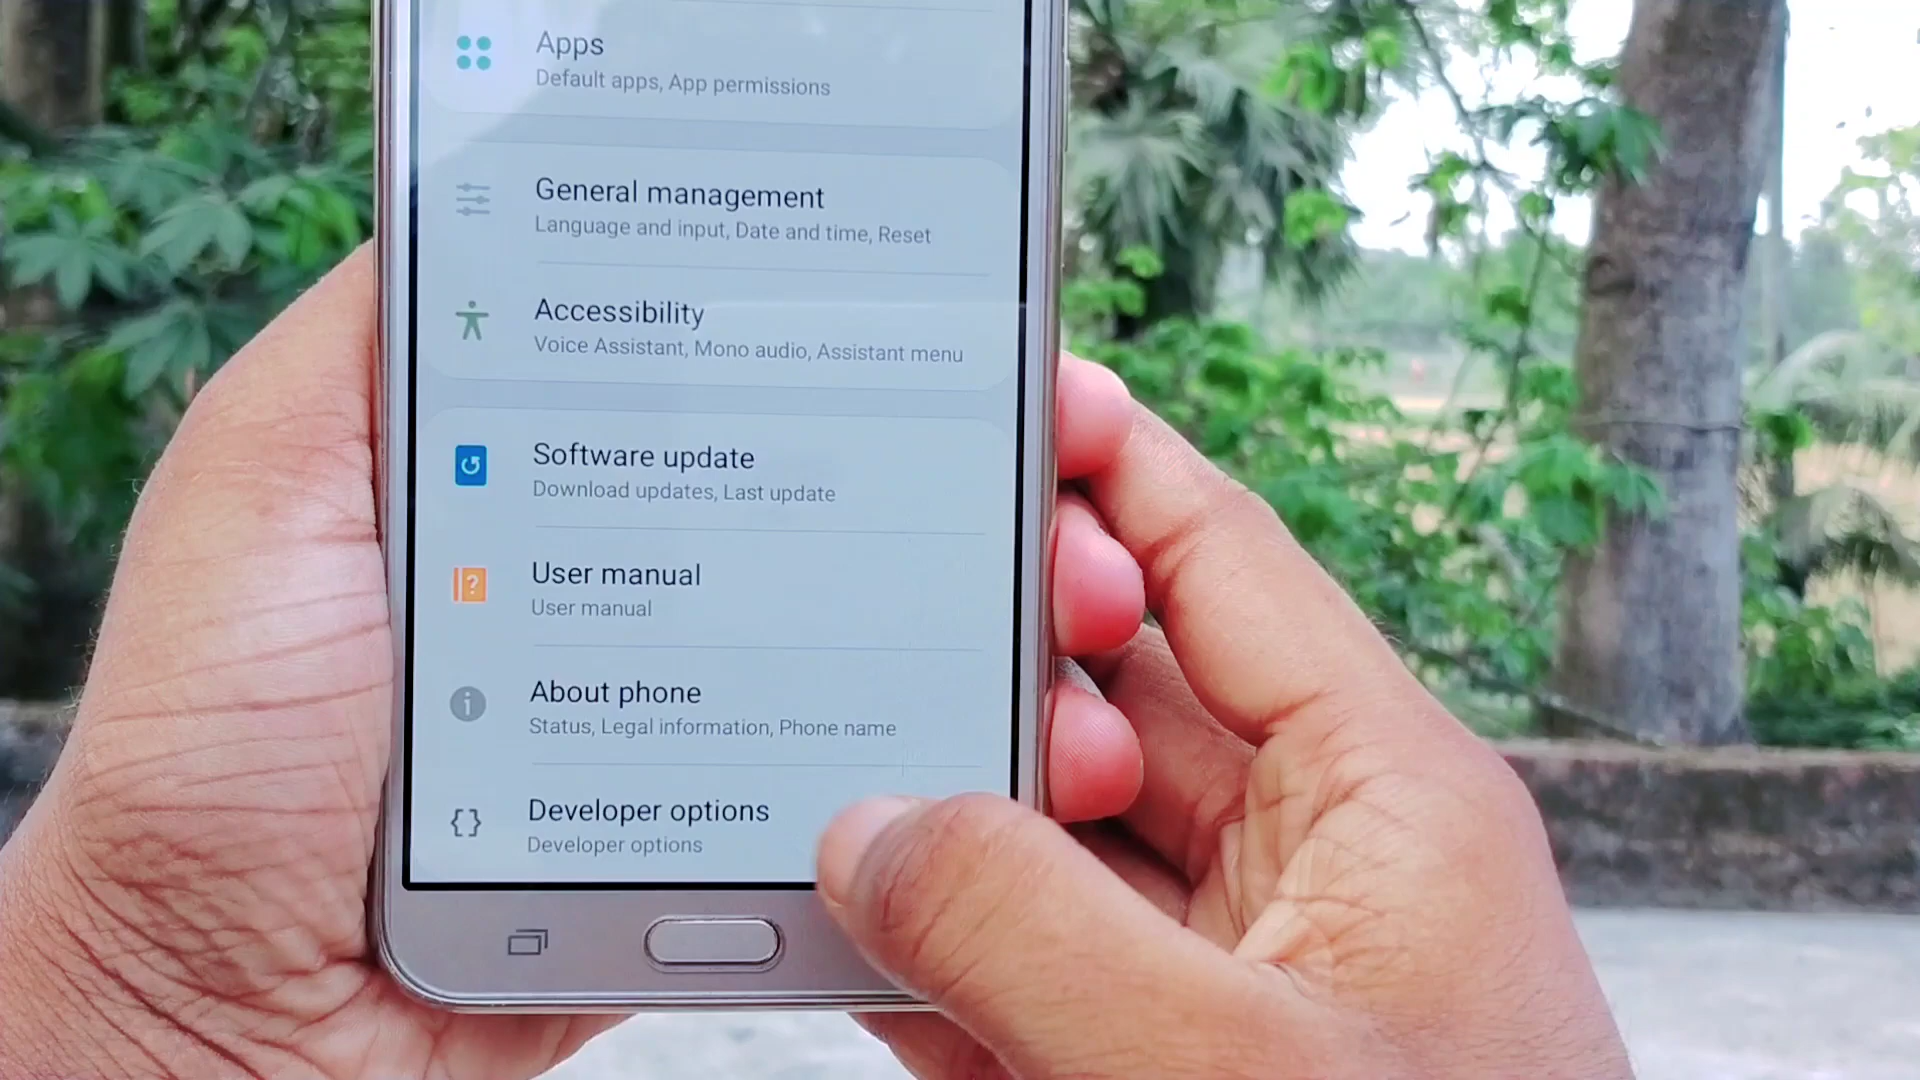 Apps
Default apps, App permissions
General management
Language and input, Date and time, Reset
Accessibility
Voice Assistant, Mono audio, Assistant menu
Software update
Download updates, Last update
User manual
User manual
About phone
Status, Legal information, Phone name
Developer options
Developer options